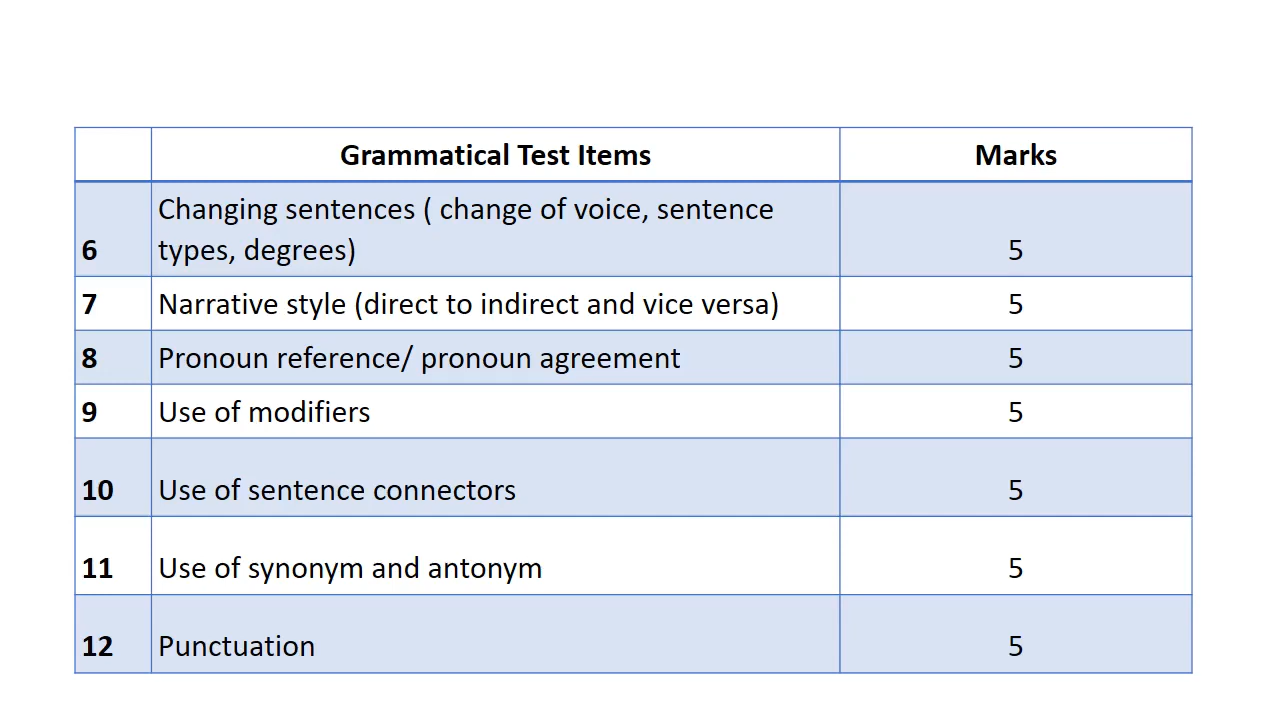 Grammatical Test Items Marks
Changing sentences ( change of voice, sentence
6 types, degrees) 5
7 Narrative style (direct to indirect and vice versa) 5
8 Pronoun reference/ pronoun agreement 5
9 Use of modifiers 5
10 Use of sentence connectors 5
11 Use of synonym and antonym 5
12 Punctuation 5